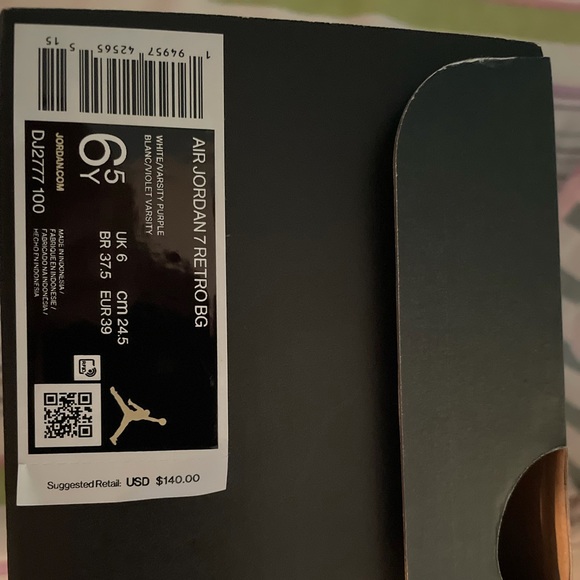 AIR JORDAN 7 RETRO BG
WHITE/VARSITY PURPLE
BLANC/VIOLET VARSITY
6.5Y
UK 6 cm 24.5
BR 37.5 EUR 39
JORDAN.COM
MADE IN INDONESIA /
FABRIQUÉ EN INDONÉSIE /
FABRICADO NA INDONÉSIA /
HECHO EN INDONESIA
DJ2777 100
1 94957 42565 5 15
Suggested Retail: USD $140.00